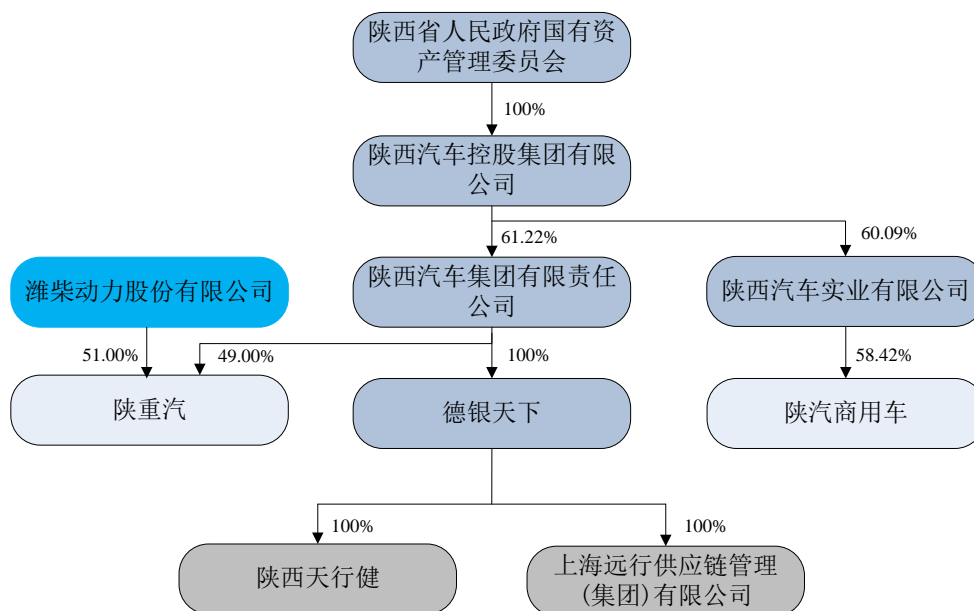 陕西省人民政府国有资
产管理委员会
100%
陕西汽车控股集团有限
公司
61.22%
60.09%
潍柴动力股份有限公司
陕西汽车集团有限责任
公司
陕西汽车实业有限公司
51.00%
49.00%
100%
58.42%
陕重汽
德银天下
陕汽商用车
100%
100%
陕西天行健
上海远行供应链管理
(集团)有限公司